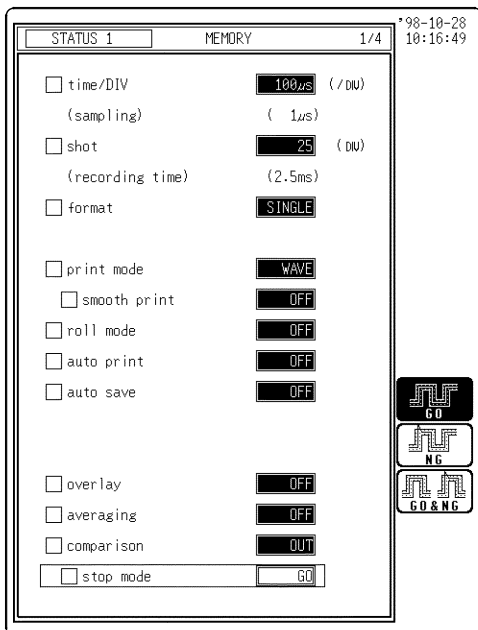 '98-10-28
STATUS 1 MEMORY 1/4 10:16:49
time/DIV 100µs (/DIV)
(sampling) ( 1µs)
shot 25 (DIV)
(recording time) (2.5ms)
format SINGLE
print mode WAVE
smooth print OFF
roll mode OFF
auto print OFF
auto save OFF
GO
NG
overlay OFF
GO&NG
averaging OFF
comparison OUT
stop mode GO